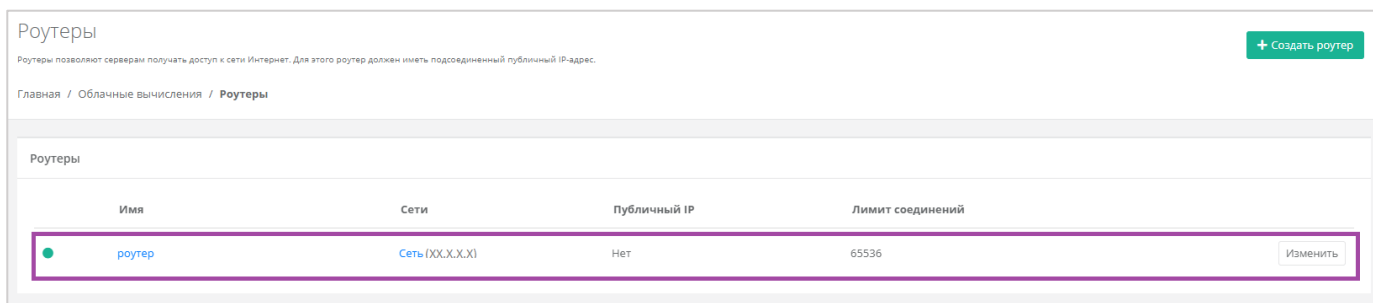 Роутеры
+ Создать роутер
Роутеры позволяют серверам получать доступ к сети Интернет. Для этого роутер должен иметь подсоединенный публичный IP-адрес.
Главная / Облачные вычисления / Роутеры
Роутеры
Имя Сети Публичный IP Лимит соединений
роутер Сеть (XX.X.X.X) Нет 65536 Изменить